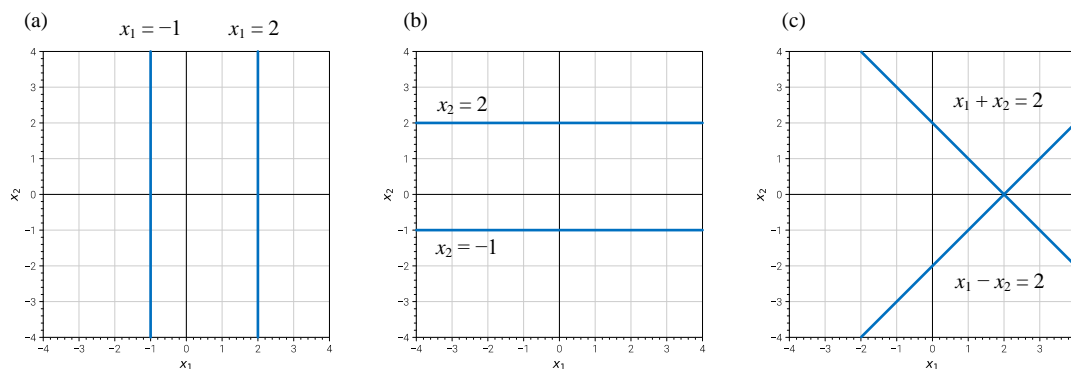 (a)
x₁ = −1
x₁ = 2
4
3
2
1
0
−1
−2
−3
−4
x₂
−4 −3 −2 −1 0 1 2 3 4
x₁
(b)
x₂ = 2
x₂ = −1
4
3
2
1
0
−1
−2
−3
−4
x₂
−4 −3 −2 −1 0 1 2 3 4
x₁
(c)
x₁ + x₂ = 2
x₁ − x₂ = 2
4
3
2
1
0
−1
−2
−3
−4
x₂
−4 −3 −2 −1 0 1 2 3
x₁